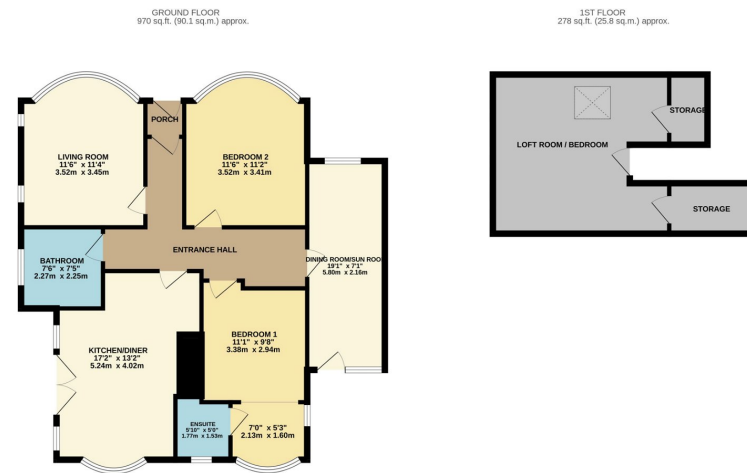 GROUND FLOOR
970 sq.ft. (90.1 sq.m.) approx.
1ST FLOOR
278 sq.ft. (25.8 sq.m.) approx.
PORCH
LIVING ROOM
11'6" x 11'4"
3.52m x 3.45m
BEDROOM 2
11'6" x 11'2"
3.52m x 3.41m
STORAGE
LOFT ROOM / BEDROOM
STORAGE
ENTRANCE HALL
BATHROOM
7'6" x 7'5"
2.27m x 2.25m
DINING ROOM/SUN ROO
19'1" x 7'1"
5.80m x 2.16m
KITCHEN/DINER
17'2" x 13'2"
5.24m x 4.02m
BEDROOM 1
11'1" x 9'8"
3.38m x 2.94m
ENSUITE
5'10" x 5'0"
1.77m x 1.53m
7'0" x 5'3"
2.13m x 1.60m